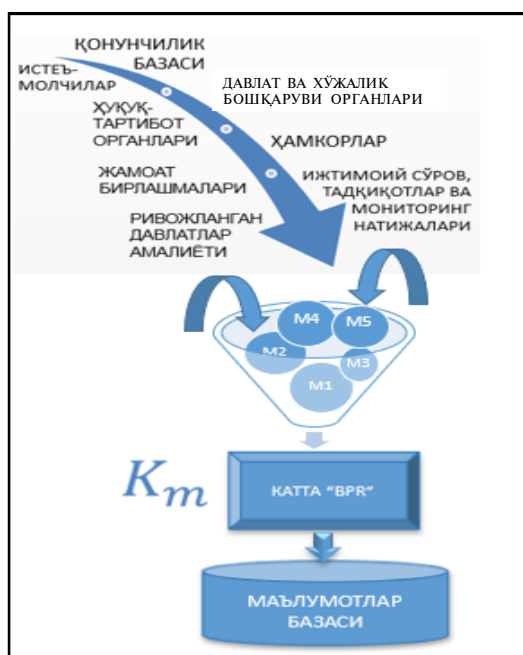 ҚОНУНЧИЛИК
БАЗАСИ
ИСТЕЪ-
МОЛЧИЛАР
ДАВЛАТ ВА ХЎЖАЛИК
БОШҚАРУВИ ОРГАНЛАРИ
ҲУҚУҚ-
ТАРТИБОТ
ОРГАНЛАРИ
ҲАМКОРЛАР
ЖАМОАТ
БИРЛАШМАЛАРИ
ИЖТИМОИЙ СЎРОВ,
ТАДҚИҚОТЛАР ВА
МОНИТОРИНГ
НАТИЖАЛАРИ
РИВОЖЛАНГАН
ДАВЛАТЛАР
АМАЛИЁТИ
M4
M5
M2
M3
M1
K_m
КАТТА “BPR”
МАЪЛУМОТЛАР
БАЗАСИ